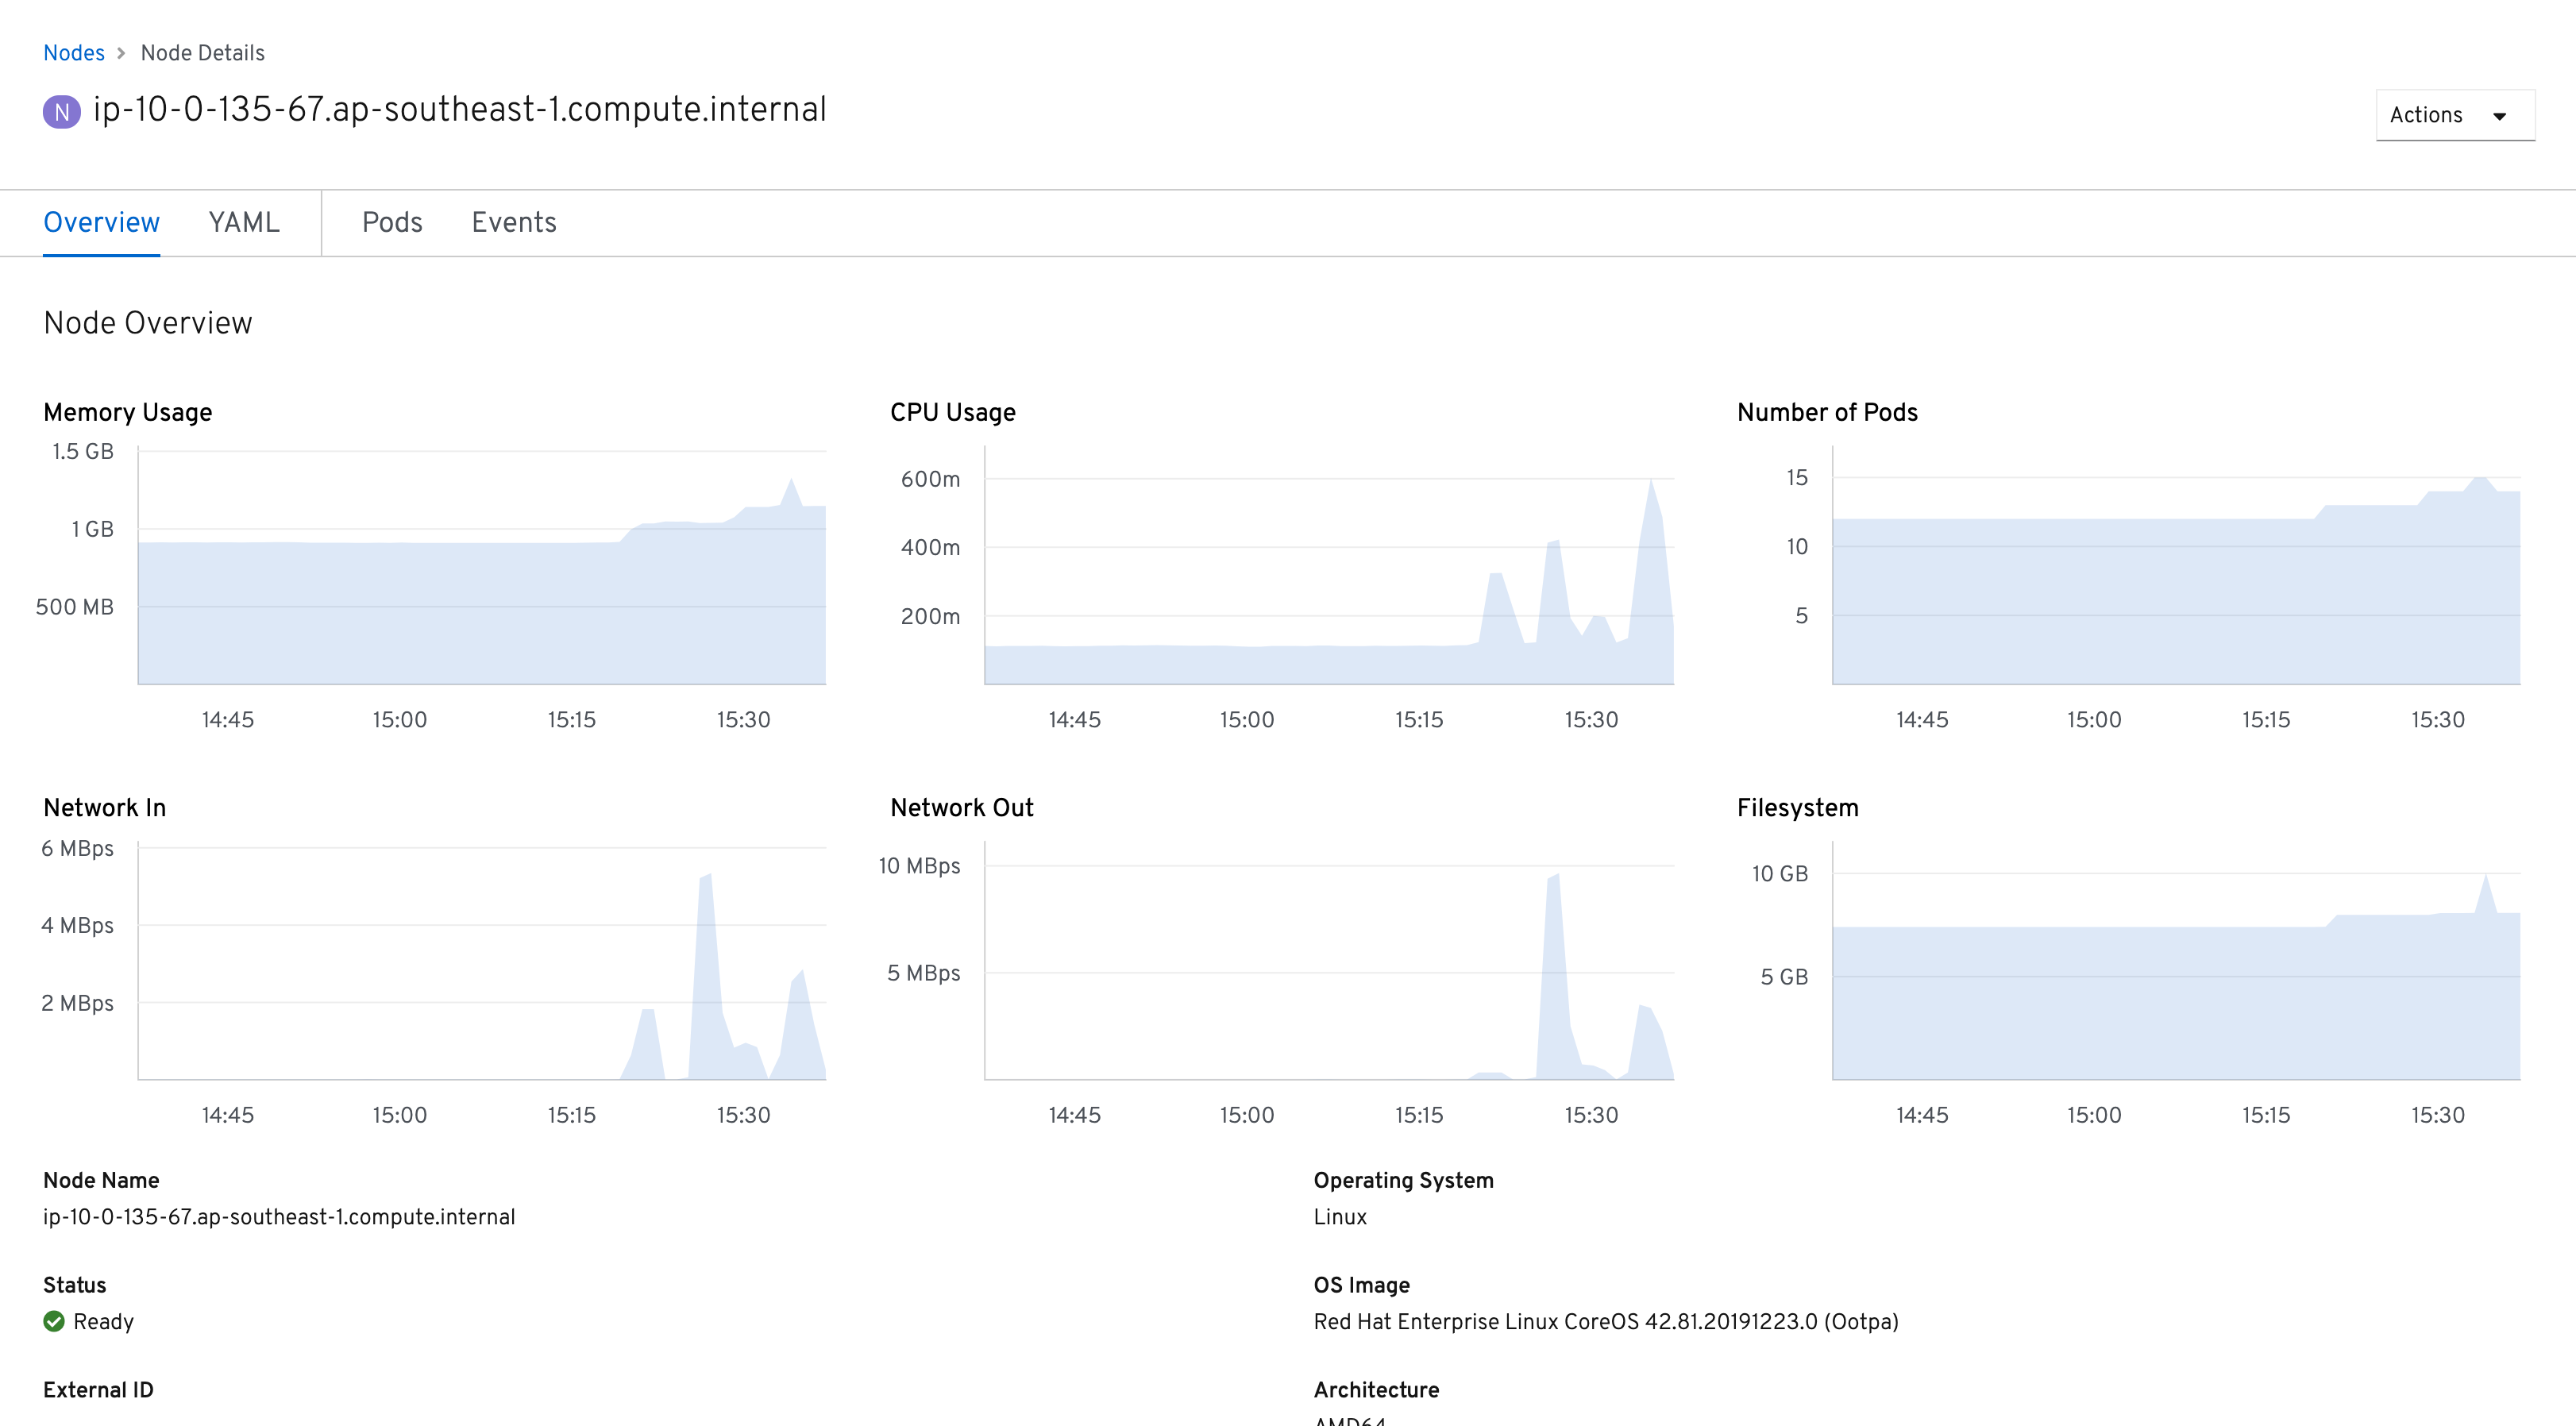 Nodes > Node Details
N ip-10-0-135-67.ap-southeast-1.compute.internal
Actions
Overview YAML Pods Events
Node Overview
Memory Usage
1.5 GB
1 GB
500 MB
14:45 15:00 15:15 15:30
CPU Usage
600m
400m
200m
14:45 15:00 15:15 15:30
Number of Pods
15
10
5
14:45 15:00 15:15 15:30
Network In
6 MBps
4 MBps
2 MBps
14:45 15:00 15:15 15:30
Network Out
10 MBps
5 MBps
14:45 15:00 15:15 15:30
Filesystem
10 GB
5 GB
14:45 15:00 15:15 15:30
Node Name
ip-10-0-135-67.ap-southeast-1.compute.internal
Status
Ready
External ID
Operating System
Linux
OS Image
Red Hat Enterprise Linux CoreOS 42.81.20191223.0 (Ootpa)
Architecture
AMD64